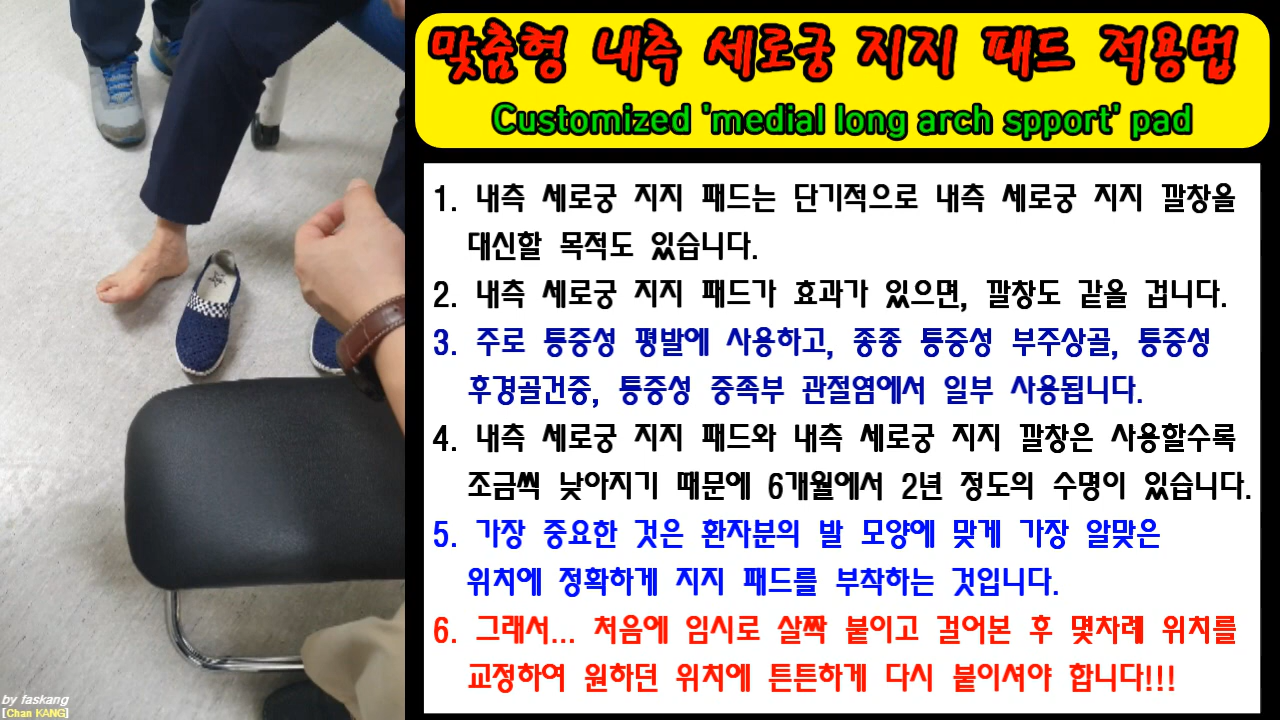 맞춤형 내측 세로궁 지지 패드 적용법
Customized 'medial long arch spport' pad
1. 내측 세로궁 지지 패드는 단기적으로 내측 세로궁 지지 깔창을
대신할 목적도 있습니다.
2. 내측 세로궁 지지 패드가 효과가 있으면, 깔창도 같을 겁니다.
3. 주로 통증성 평발에 사용하고, 종종 통증성 부주상골, 통증성
후경골건증, 통증성 중족부 관절염에서 일부 사용됩니다.
4. 내측 세로궁 지지 패드와 내측 세로궁 지지 깔창은 사용할수록
조금씩 낮아지기 때문에 6개월에서 2년 정도의 수명이 있습니다.
5. 가장 중요한 것은 환자분의 발 모양에 맞게 가장 알맞은
위치에 정확하게 지지 패드를 부착하는 것입니다.
6. 그래서... 처음에 임시로 살짝 붙이고 걸어본 후 몇차례 위치를
교정하여 원하던 위치에 튼튼하게 다시 붙이셔야 합니다!!!
by faskang
[Chan KANG]